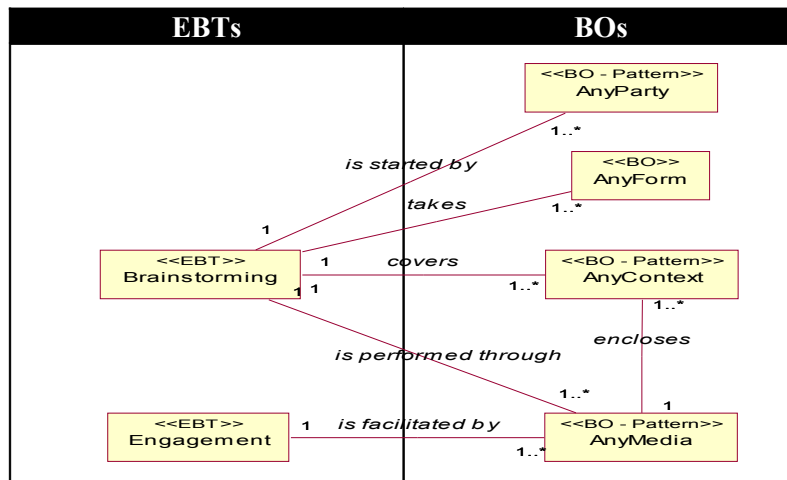 EBTs
BOs
<<BO - Pattern>>
AnyParty
1..*
is started by
<<BO>>
AnyForm
takes
1..*
1
<<EBT>>
Brainstorming
1
covers
<<BO - Pattern>>
AnyContext
1
1
1..*
1..*
encloses
is performed through
1..*
1
<<EBT>>
Engagement
1
is facilitated by
<<BO - Pattern>>
AnyMedia
1..*